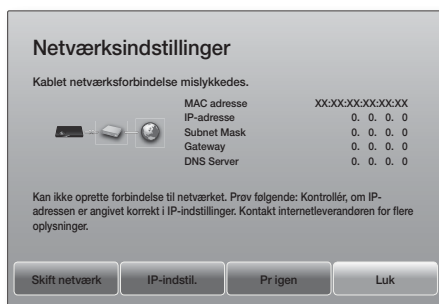 Netværksindstillinger
Kablet netværksforbindelse mislykkedes.
MAC adresse XX:XX:XX:XX:XX:XX
IP-adresse 0. 0. 0. 0
Subnet Mask 0. 0. 0. 0
Gateway 0. 0. 0. 0
DNS Server 0. 0. 0. 0
Kan ikke oprette forbindelse til netværket. Prøv følgende: Kontrollér, om IP-
adressen er angivet korrekt i IP-indstillinger. Kontakt internetleverandøren for flere
oplysninger.
Skift netværk IP-indstil. Pr igen Luk